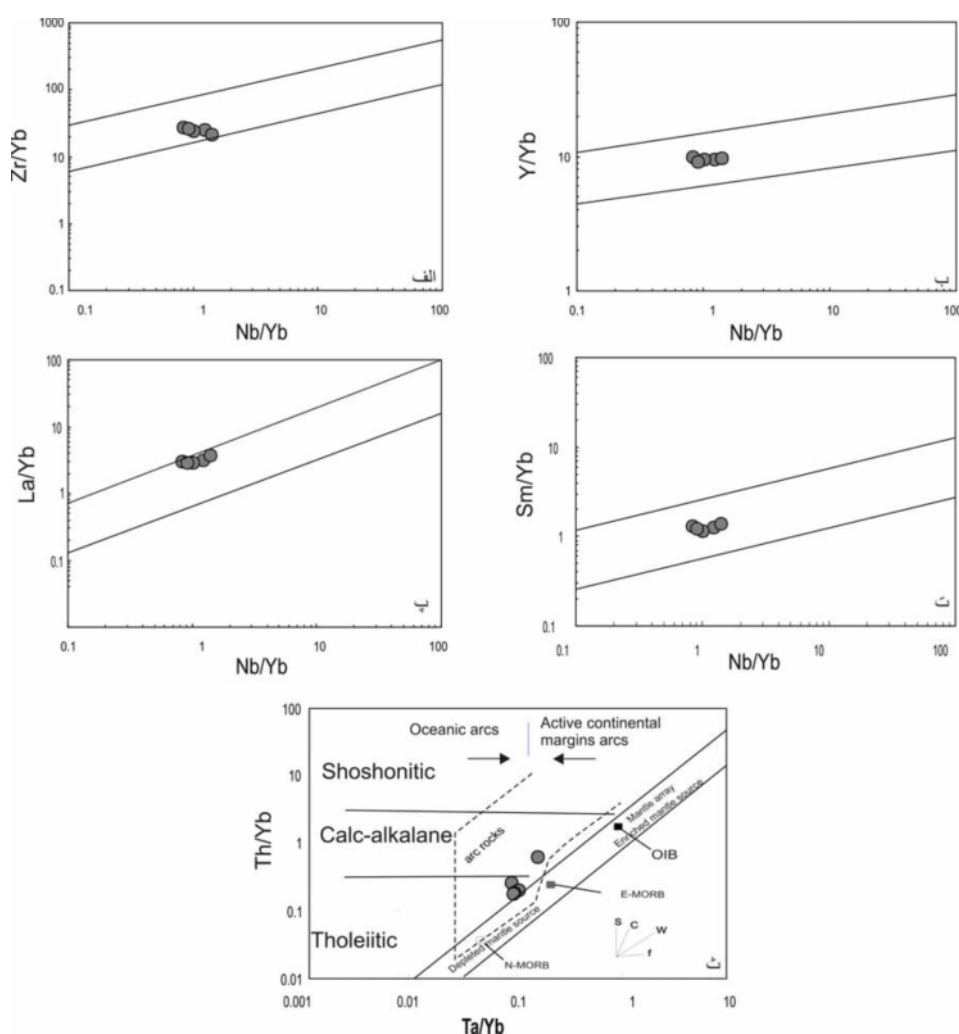 1000
100
10
1
0.1
Zr/Yb
0.1 1 10 100
Nb/Yb
الف)
100
10
1
Y/Yb
0.1 1 10 100
Nb/Yb
100
10
1
0.1
La/Yb
0.1 1 10 100
Nb/Yb
100
10
1
0.1
Sm/Yb
0.1 1 10 100
Nb/Yb
100
10
1
0.1
0.01
Th/Yb
Oceanic arcs
Active continental
margins arcs
Shoshonitic
Calc-alkalane
Tholeiitic
arc rocks
Mantle array
Enriched mantle source
OIB
E-MORB
Depleted mantle source
N-MORB
S C W f
0.001 0.01 0.1 1 10
Ta/Yb